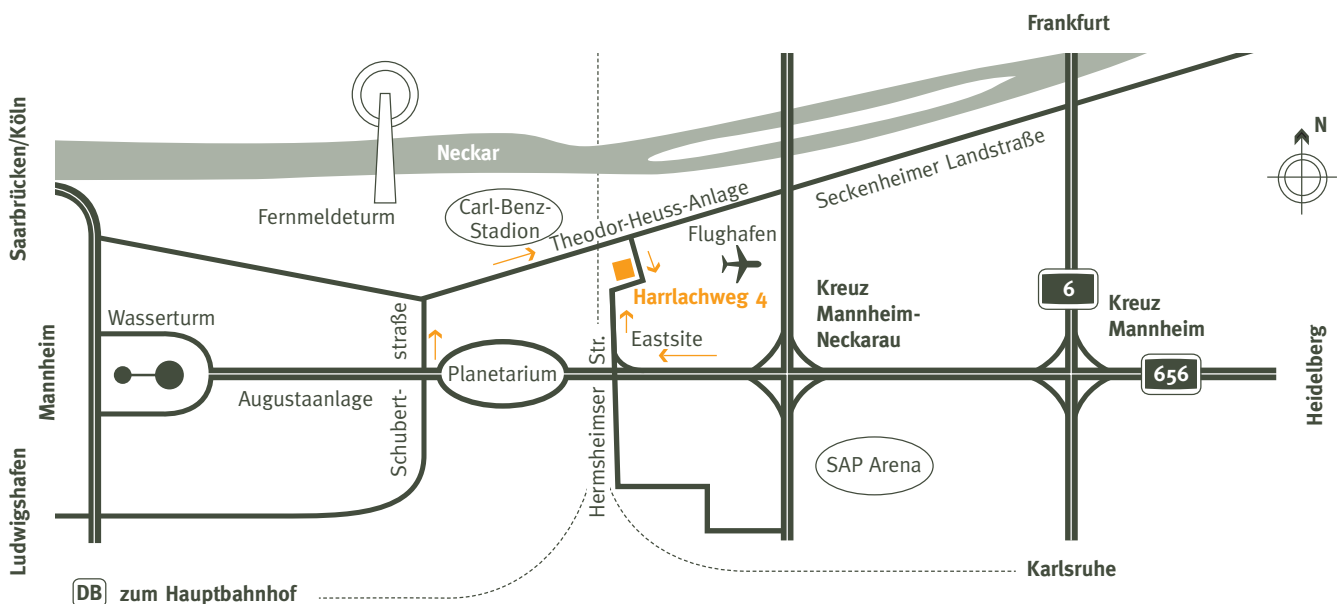 Frankfurt
N
Saarbrücken/Köln
Neckar
Fernmeldeturm
Carl-Benz-
Stadion
Theodor-Heuss-Anlage
Seckenheimer Landstraße
Flughafen
Harrlachweg 4
Wasserturm
Schubert-
straße
Eastsite
Kreuz
Mannheim-
Neckarau
6
Kreuz
Mannheim
656
Mannheim
Planetarium
Augustaanlage
Hermsheimser Str.
Heidelberg
SAP Arena
Ludwigshafen
Karlsruhe
DB zum Hauptbahnhof